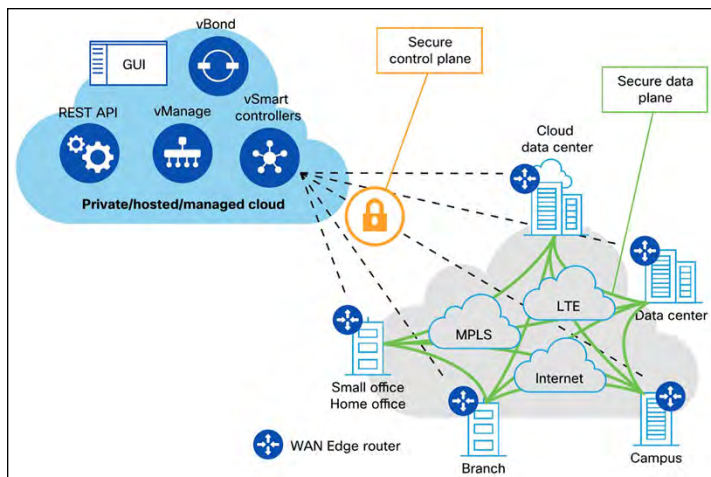 vBond
GUI
REST API
vManage
vSmart
controllers
Private/hosted/managed cloud
Secure
control plane
Secure data
plane
Cloud
data center
LTE
MPLS
Data center
Internet
Small office
Home office
WAN Edge router
Branch
Campus